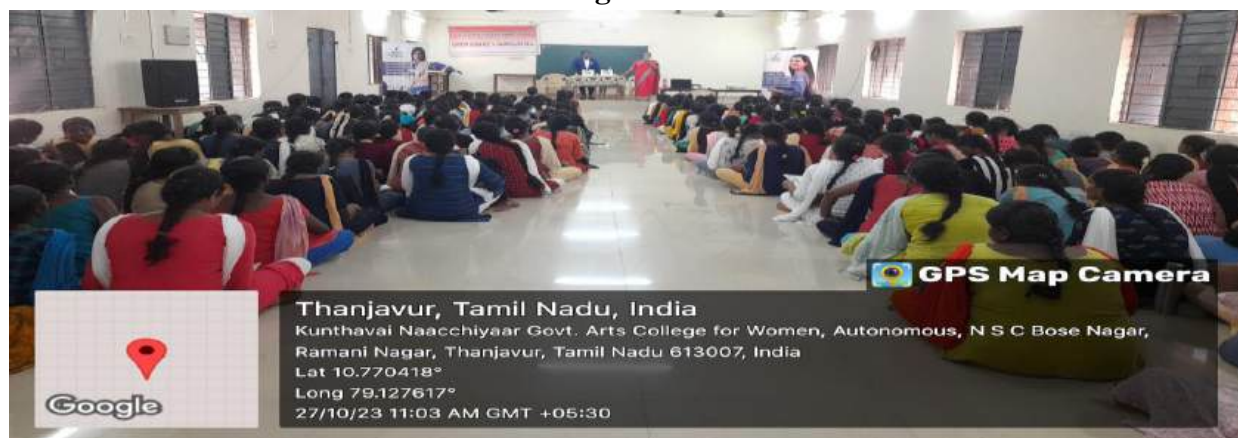 GPS Map Camera
Thanjavur, Tamil Nadu, India
Kunthavai Naacchiyaar Govt. Arts College for Women, Autonomous, N S C Bose Nagar,
Ramani Nagar, Thanjavur, Tamil Nadu 613007, India
Lat 10.770418°
Long 79.127617°
27/10/23 11:03 AM GMT +05:30
Google